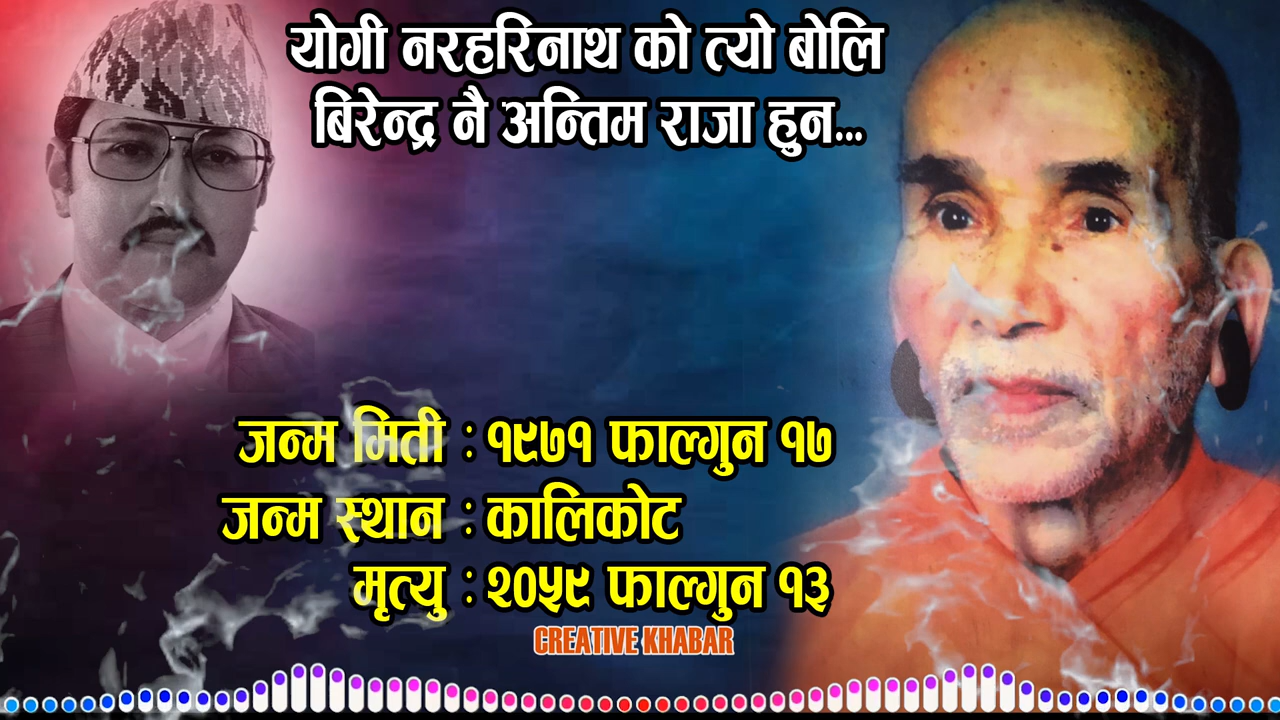 योगी नरहरिनाथ को त्यो बोलि
बिरेन्द्र नै अन्तिम राजा हुन...
जन्म मिती : १९७१ फाल्गुन १७
जन्म स्थान : कालिकोट
मृत्यु : २०५९ फाल्गुन १३
CREATIVE KHABAR